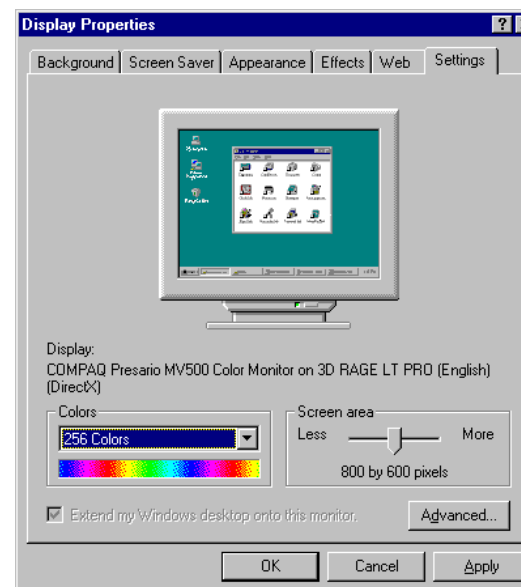 Display Properties
?
Background Screen Saver Appearance Effects Web Settings
Display:
COMPAQ Presario MV500 Color Monitor on 3D RAGE LT PRO (English)
(DirectX)
Colors
256 Colors
Screen area
Less More
800 by 600 pixels
Extend my Windows desktop onto this monitor.
Advanced...
OK Cancel Apply